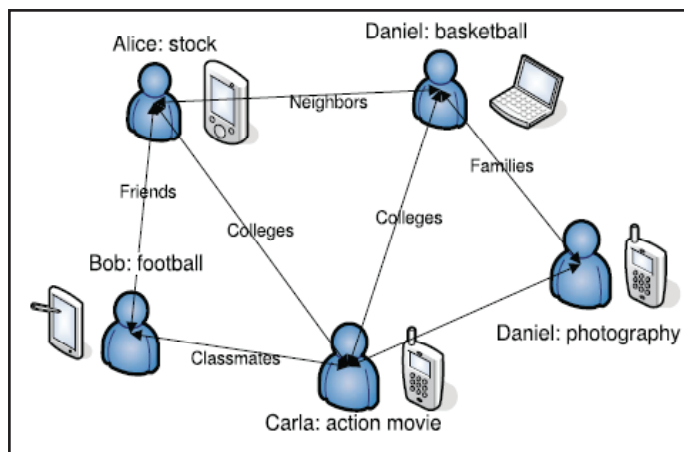 Alice: stock
Daniel: basketball
Neighbors
Friends
Families
Colleges
Colleges
Bob: football
Daniel: photography
Classmates
Carla: action movie